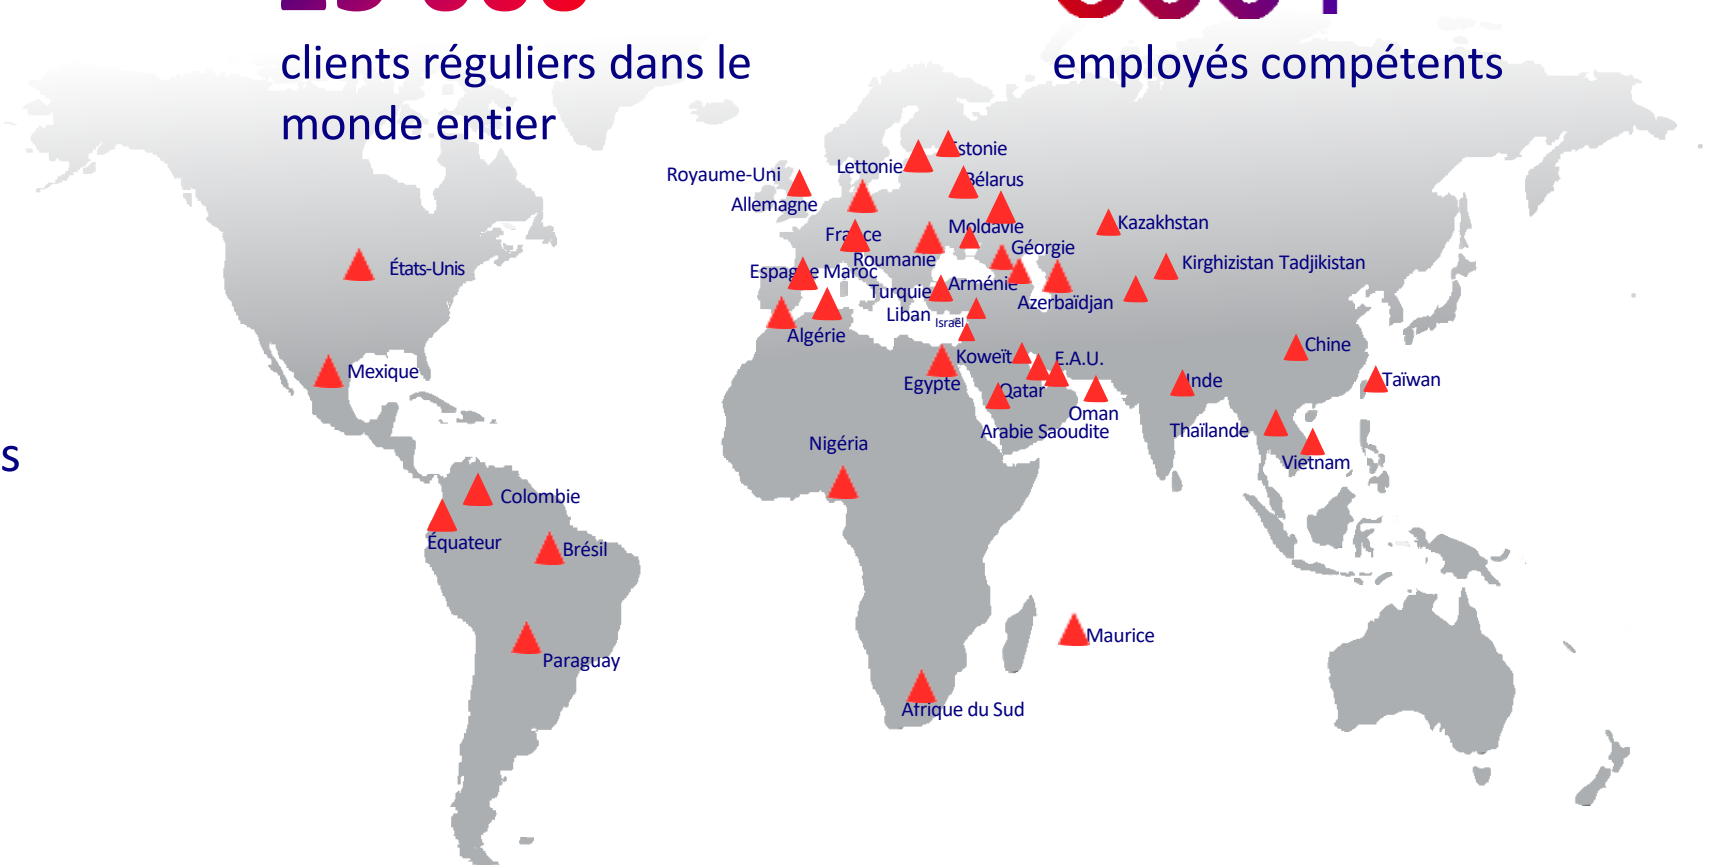 clients réguliers dans le
monde entier
employés compétents
Estonie
Lettonie
Royaume-Uni
Bélarus
Allemagne
Kazakhstan
Moldavie
France
Géorgie
Roumanie
Kirghizistan Tadjikistan
Espagne Maroc
États-Unis
Arménie
Turquie
Azerbaïdjan
Liban
Israël
Algérie
Chine
Koweït
E.A.U.
Mexique
Egypte
Qatar
Inde
Taïwan
Oman
Arabie Saoudite
Thaïlande
Nigéria
s
Vietnam
Colombie
Équateur
Brésil
Maurice
Paraguay
Afrique du Sud